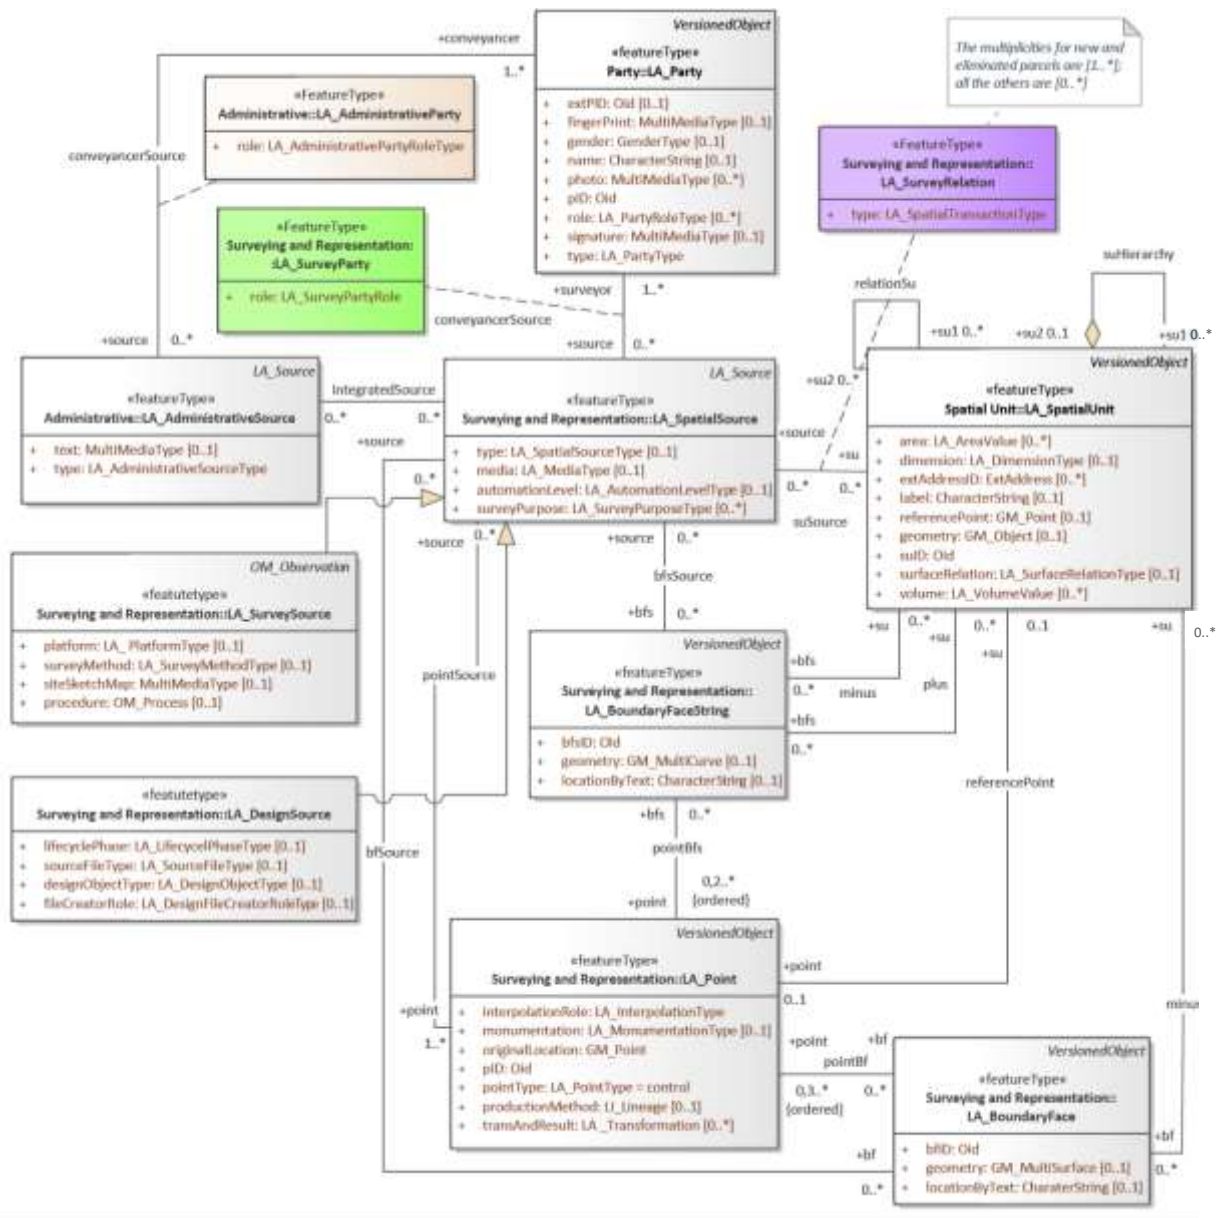 VersionedObject
«featureType»
Party::LA_Party
+ extPID: Oid [0..1]
+ fingerPrint: MultiMediaType [0..1]
+ gender: GenderType [0..1]
+ name: CharacterString [0..1]
+ photo: MultiMediaType [0..*]
+ pID: Oid
+ role: LA_PartyRoleType [0..*]
+ signature: MultiMediaType [0..1]
+ type: LA_PartyType
The multiplicities for new and
eliminated parcels are [1..*];
all the others are [0..*]
+conveyancer
1..*
conveyancerSource
+source 0..*
«FeatureType»
Administrative::LA_AdministrativeParty
+ role: LA_AdministrativePartyRoleType
«FeatureType»
Surveying and Representation:
:LA_SurveyParty
+ role: LA_SurveyPartyRole
+surveyor 1..*
conveyancerSource
+source 0..*
«FeatureType»
Surveying and Representation::
LA_SurveyRelation
+ type: LA_SpatialTransactionType
relationSu
+su1 0..*
+su2 0..*
suHierarchy
+su2 0..1
+su1 0..*
LA_Source
«featureType»
Administrative::LA_AdministrativeSource
+ text: MultiMediaType [0..1]
+ type: LA_AdministrativeSourceType
IntegratedSource
0..* 0..*
+source
0..*
LA_Source
«featureType»
Surveying and Representation::LA_SpatialSource
+ type: LA_SpatialSourceType [0..1]
+ media: LA_MediaType [0..1]
+ automationLevel: LA_AutomationLevelType [0..1]
+ surveyPurpose: LA_SurveyPurposeType [0..*]
+source
+su
0..* 0..*
suSource
VersionedObject
«featureType»
Spatial Unit::LA_SpatialUnit
+ area: LA_AreaValue [0..*]
+ dimension: LA_DimensionType [0..1]
+ extAddressID: ExtAddress [0..*]
+ label: CharacterString [0..1]
+ referencePoint: GM_Point [0..1]
+ geometry: GM_Object [0..1]
+ suID: Oid
+ surfaceRelation: LA_SurfaceRelationType [0..1]
+ volume: LA_VolumeValue [0..*]
OM_Observation
«featutetype»
Surveying and Representation::LA_SurveySource
+ platform: LA_ PlatformType [0..1]
+ surveyMethod: LA_SurveyMethodType [0..1]
+ siteSketchMap: MultiMediaType [0..1]
+ procedure: OM_Process [0..1]
+source 0..*
pointSource
+source 0..*
bfsSource
+bfs 0..*
+su 0..*
+su 0..*
+su 0..1
+su 0..*
VersionedObject
«featureType»
Surveying and Representation::
LA_BoundaryFaceString
+ bfsID: Oid
+ geometry: GM_MultiCurve [0..1]
+ locationByText: CharacterString [0..1]
+bfs
0..* minus
plus
+bfs
0..*
referencePoint
«featutetype»
Surveying and Representation::LA_DesignSource
+ lifecyclePhase: LA_LifecycelPhaseType [0..1]
+ sourceFileType: LA_SourceFileType [0..1]
+ designObjectType: LA_DesignObjectType [0..1]
+ fileCreatorRole: LA_DesignFileCreatorRoleType [0..1]
bfSource
+bfs 0..*
pointBfs
0,2..*
+point {ordered}
VersionedObject
«featureType»
Surveying and Representation::LA_Point
+ InterpolationRole: LA_InterpolationType
+ monumentation: LA_MonumentationType [0..1]
+ originalLocation: GM_Point
+ pID: Oid
+ pointType: LA_PointType = control
+ productionMethod: LI_Lineage [0..1]
+ transAndResult: LA _Transformation [0..*]
+point
1..*
+point
0..1
+point +bf
pointBf
0,3..* 0..*
{ordered}
minus
VersionedObject
«featureType»
Surveying and Representation::
LA_BoundaryFace
+ bfID: Oid
+ geometry: GM_MultiSurface [0..1]
+ locationByText: CharaterString [0..1]
+bf
0..*
+bf
0..*